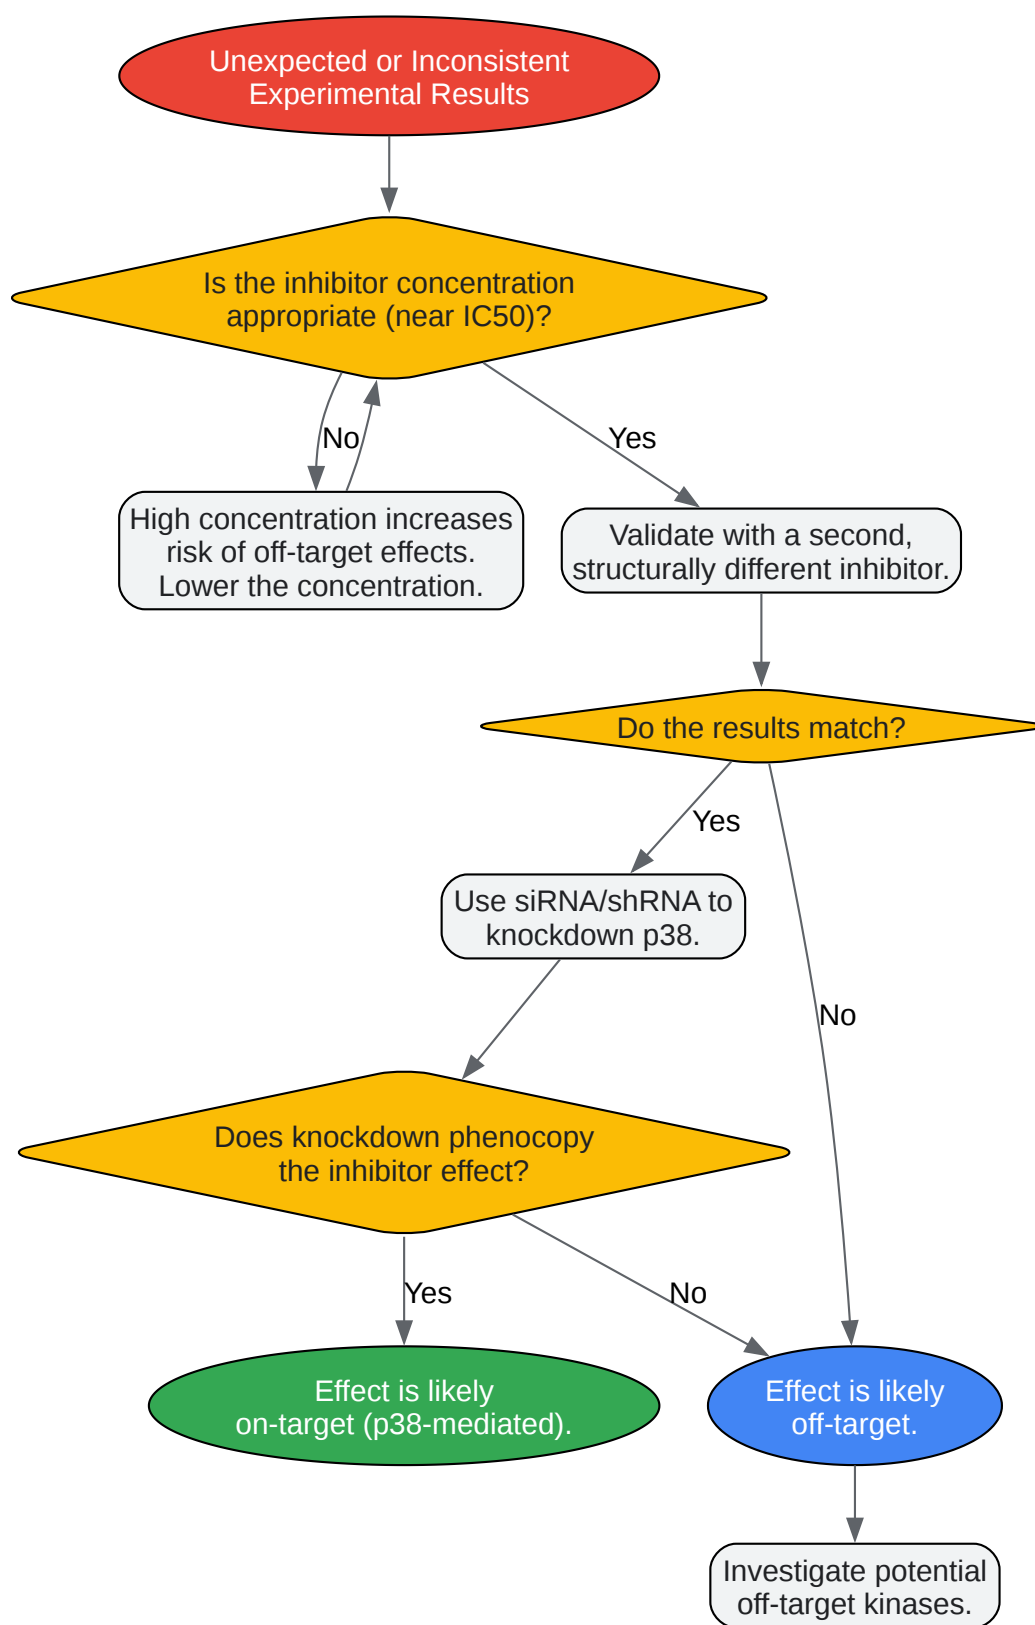 Unexpected or Inconsistent
Experimental Results
Is the inhibitor concentration
appropriate (near IC50)?
No
Yes
High concentration increases
risk of off-target effects.
Lower the concentration.
Validate with a second,
structurally different inhibitor.
Do the results match?
Yes
Use siRNA/shRNA to
knockdown p38.
No
Does knockdown phenocopy
the inhibitor effect?
Yes
No
Effect is likely
on-target (p38-mediated).
Effect is likely
off-target.
Investigate potential
off-target kinases.